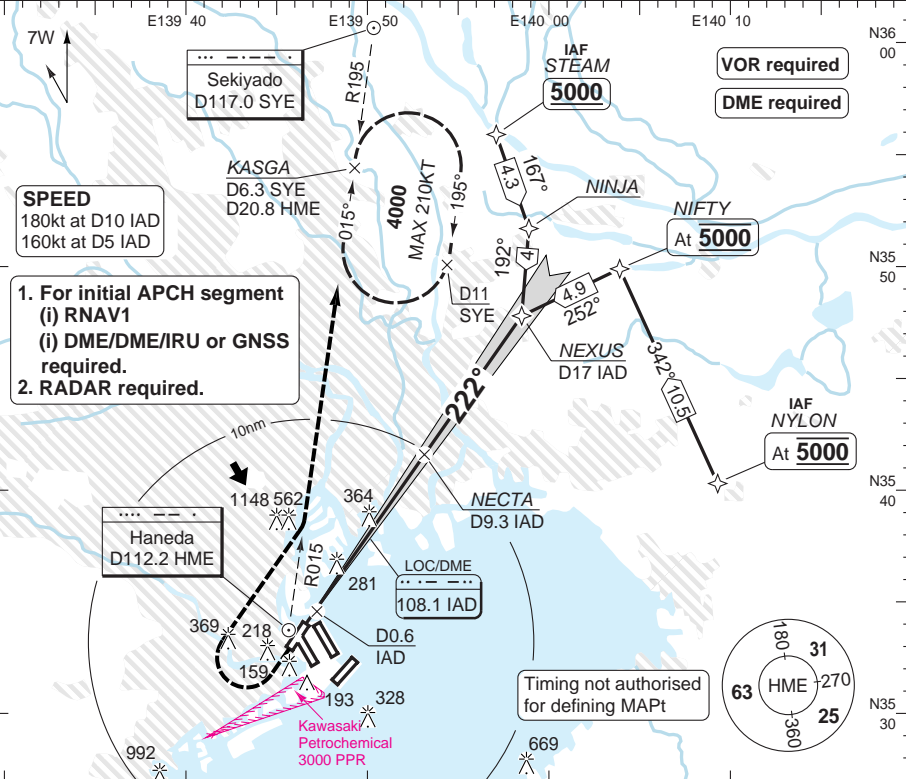 E139 40
E139 50
E140 00
E140 10
N36
00
7W
Sekiyado
D117.0 SYE
R195
IAF
STEAM
5000
VOR required
DME required
KASGA
D6.3 SYE
D20.8 HME
4000
MAX 210KT
015°
195°
4.3
167°
NINJA
SPEED
180kt at D10 IAD
160kt at D5 IAD
NIFTY
At 5000
192°
4
4.9
252°
N35
50
D11
SYE
1. For initial APCH segment
(i) RNAV1
(i) DME/DME/IRU or GNSS
required.
2. RADAR required.
NEXUS
D17 IAD
222°
342°
10.5
IAF
NYLON
At 5000
10nm
N35
40
1148
562
364
NECTA
D9.3 IAD
Haneda
D112.2 HME
R015
281
LOC/DME
108.1 IAD
369
218
159
D0.6
IAD
193
328
Kawasaki
Petrochemical
3000 PPR
Timing not authorised
for defining MAPt
180
31
63
HME
270
25
360
N35
30
992
669